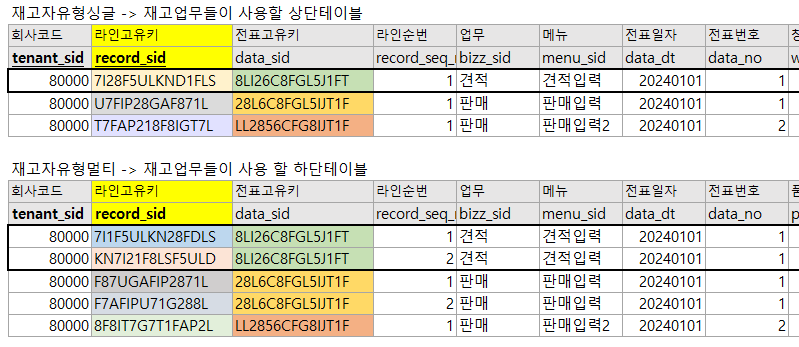 재고자유형싱글 -> 재고업무들이 사용할 상단테이블
회사코드 라인고유키 전표고유키 라인순번 업무 메뉴 전표일자 전표번호
tenant_sid record_sid data_sid record_seq_ bizz_sid menu_sid data_dt data_no
80000 7I28F5ULKND1FLS 8LI26C8FGL5J1FT 1 견적 견적입력 20240101 1
80000 U7FIP28GAF871L 28L6C8FGL5IJT1F 1 판매 판매입력 20240101 1
80000 T7FAP218F8IGT7L LL2856CFG8IJT1F 1 판매 판매입력2 20240101 2
재고자유형멀티 -> 재고업무들이 사용 할 하단테이블
회사코드 라인고유키 전표고유키 라인순번 업무 메뉴 전표일자 전표번호
tenant_sid record_sid data_sid record_seq_ bizz_sid menu_sid data_dt data_no
80000 7I1F5ULKN28FDLS 8LI26C8FGL5J1FT 1 견적 견적입력 20240101 1
80000 KN7I21F8LSF5ULD 8LI26C8FGL5J1FT 2 견적 견적입력 20240101 1
80000 F87UGAFIP2871L 28L6C8FGL5IJT1F 1 판매 판매입력 20240101 1
80000 F7AFIPU71G288L 28L6C8FGL5IJT1F 2 판매 판매입력 20240101 1
80000 8F8IT7G7T1FAP2L LL2856CFG8IJT1F 1 판매 판매입력2 20240101 2